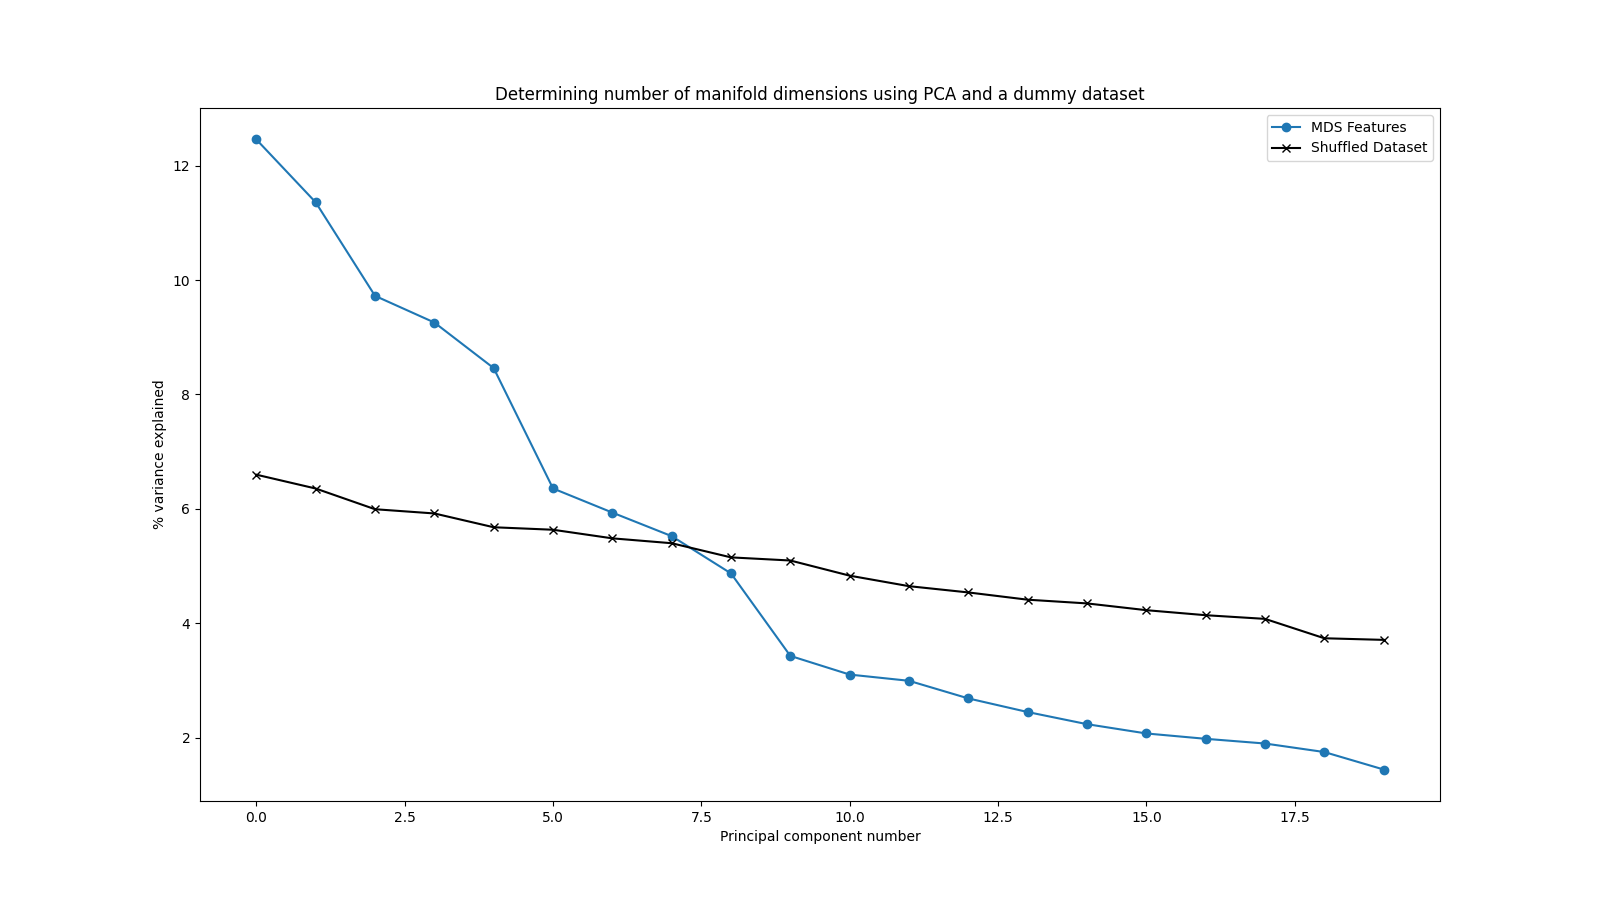 Determining number of manifold dimensions using PCA and a dummy dataset
MDS Features
Shuffled Dataset
12
10
8
6
4
2
% variance explained
0.0 2.5 5.0 7.5 10.0 12.5 15.0 17.5
Principal component number